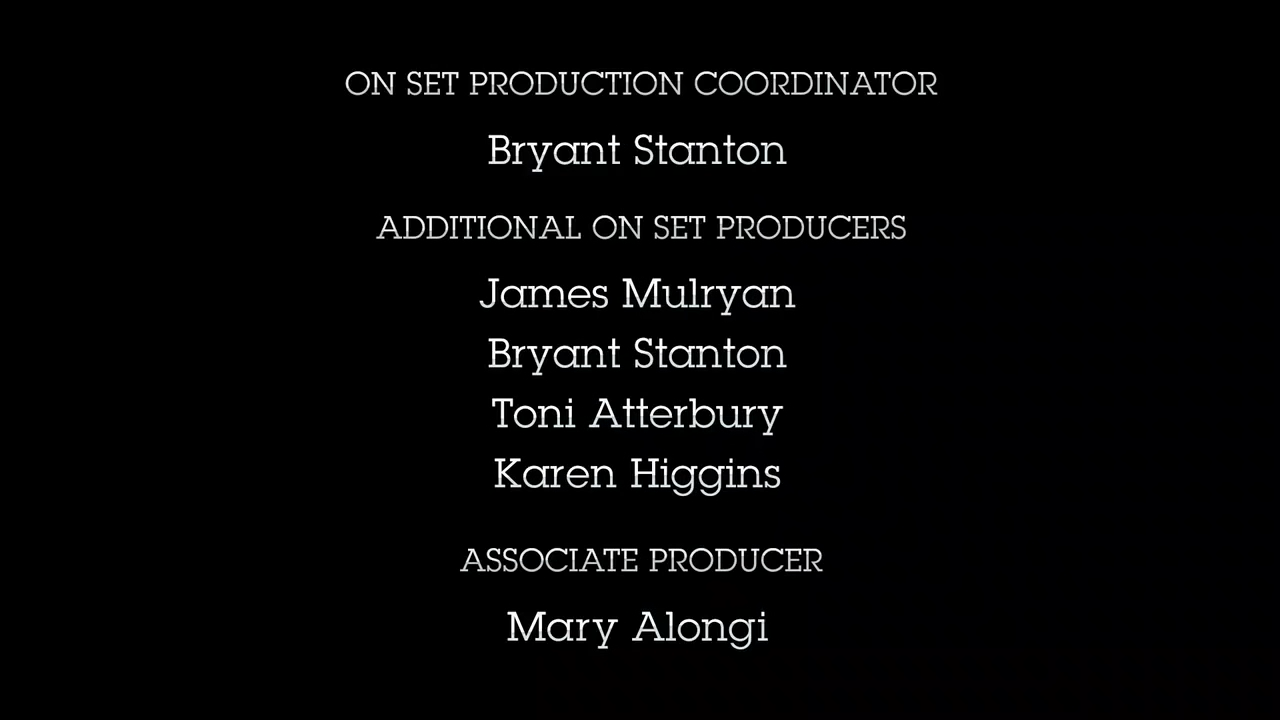 ON SET PRODUCTION COORDINATOR
Bryant Stanton
ADDITIONAL ON SET PRODUCERS
James Mulryan
Bryant Stanton
Toni Atterbury
Karen Higgins
ASSOCIATE PRODUCER
Mary Alongi